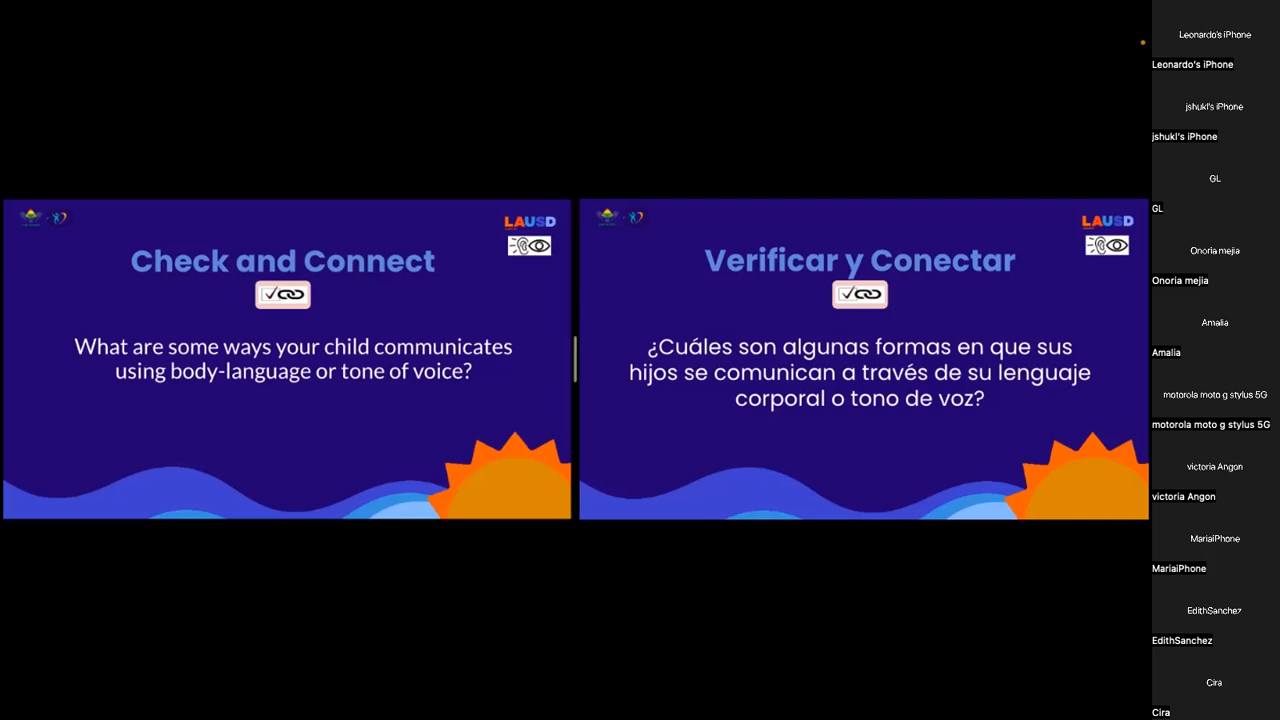 LAUSD
Check and Connect
What are some ways your child communicates
using body-language or tone of voice?
LAUSD
Verificar y Conectar
¿Cuáles son algunas formas en que sus
hijos se comunican a través de su lenguaje
corporal o tono de voz?
Leonardo's iPhone
Leonardo's iPhone
jshukl's iPhone
jshukl's iPhone
GL
GL
Onoria mejia
Onoria mejia
Amalia
Amalia
motorola moto g stylus 5G
motorola moto g stylus 5G
victoria Angon
victoria Angon
MariaiPhone
MariaiPhone
EdithSanchez
EdithSanchez
Cira
Cira